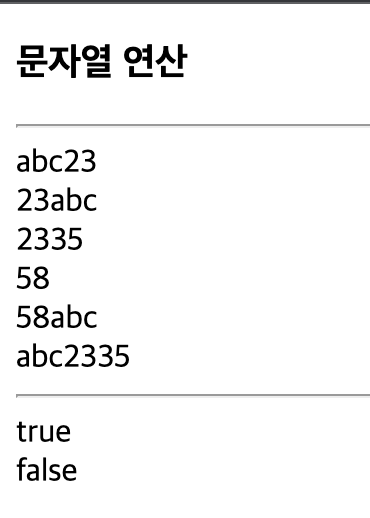 문자열 연산
abc23
23abc
2335
58
58abc
abc2335
true
false